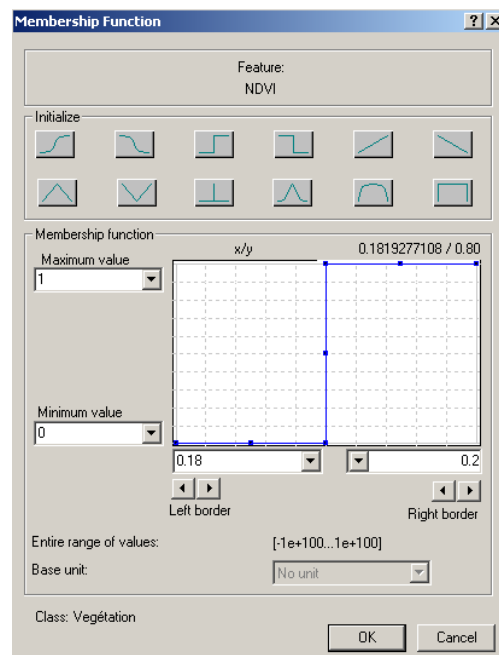 Membership Function
Feature:
NDVI
Initialize
Membership function
x/y
0.1819277108 / 0.80
Maximum value
1
Minimum value
0
0.18
0.2
Left border
Right border
Entire range of values:
[-1e+100...1e+100]
Base unit:
No unit
Class: Vegétation
OK
Cancel